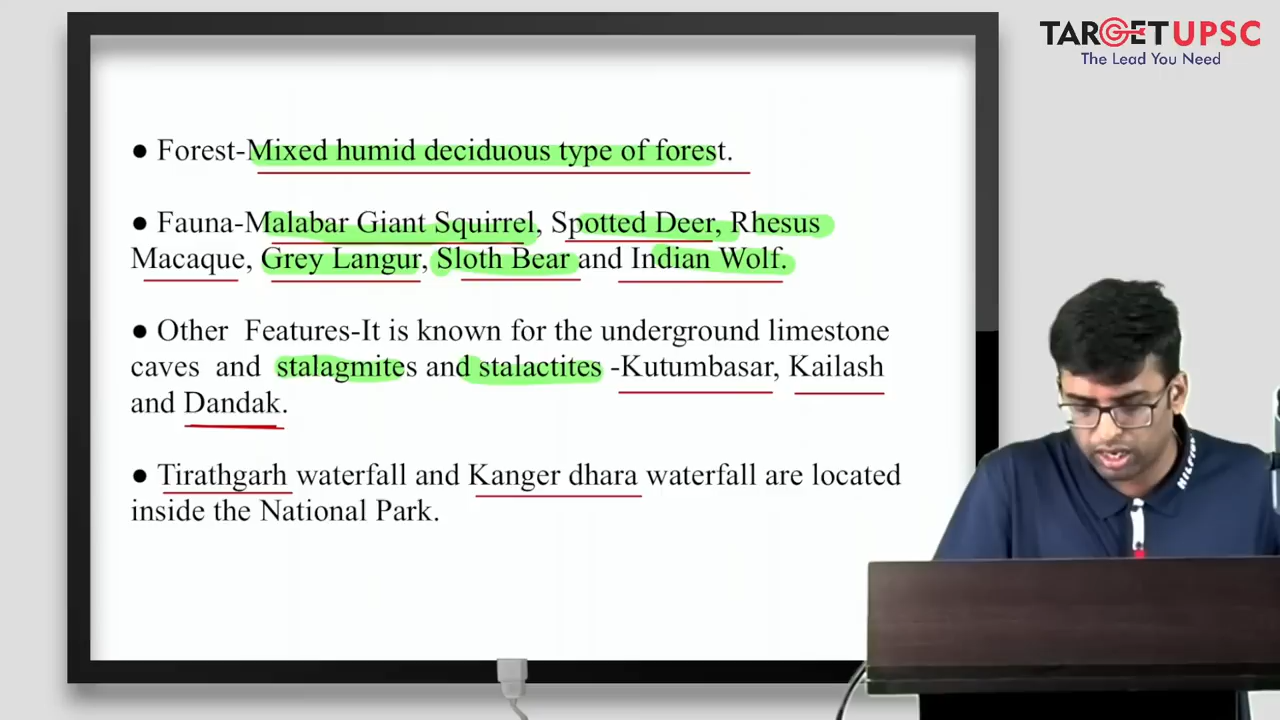 TARGET UPSC
The Lead You Need
● Forest-Mixed humid deciduous type of forest.
● Fauna-Malabar Giant Squirrel, Spotted Deer, Rhesus
Macaque, Grey Langur, Sloth Bear and Indian Wolf.
● Other Features-It is known for the underground limestone
caves and stalagmites and stalactites -Kutumbasar, Kailash
and Dandak.
● Tirathgarh waterfall and Kanger dhara waterfall are located
inside the National Park.